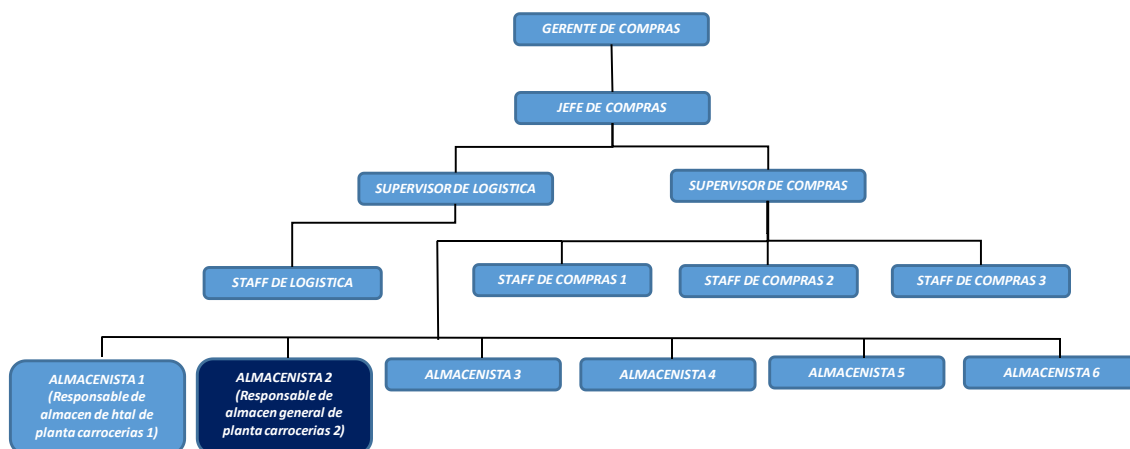 GERENTE DE COMPRAS
JEFE DE COMPRAS
SUPERVISOR DE LOGISTICA
SUPERVISOR DE COMPRAS
STAFF DE LOGISTICA
STAFF DE COMPRAS 1
STAFF DE COMPRAS 2
STAFF DE COMPRAS 3
ALMACENISTA 1
(Responsable de
almacen de htal de
planta carrocerias 1)
ALMACENISTA 2
(Responsable de
almacen general de
planta carrocerias 2)
ALMACENISTA 3
ALMACENISTA 4
ALMACENISTA 5
ALMACENISTA 6